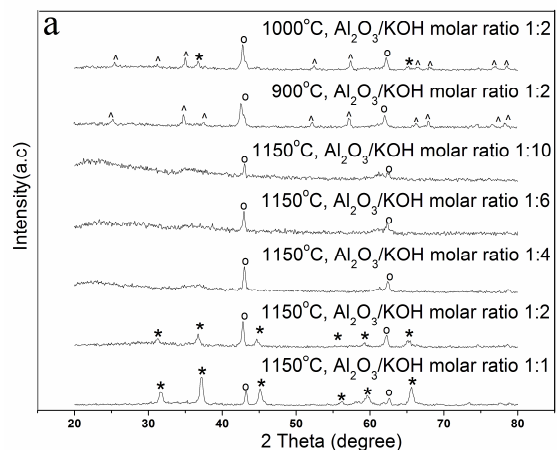 a
1000°C, Al₂O₃/KOH molar ratio 1:2
900°C, Al₂O₃/KOH molar ratio 1:2
1150°C, Al₂O₃/KOH molar ratio 1:10
1150°C, Al₂O₃/KOH molar ratio 1:6
1150°C, Al₂O₃/KOH molar ratio 1:4
1150°C, Al₂O₃/KOH molar ratio 1:2
1150°C, Al₂O₃/KOH molar ratio 1:1
Intensity(a.c)
20 30 40 50 60 70 80
2 Theta (degree)